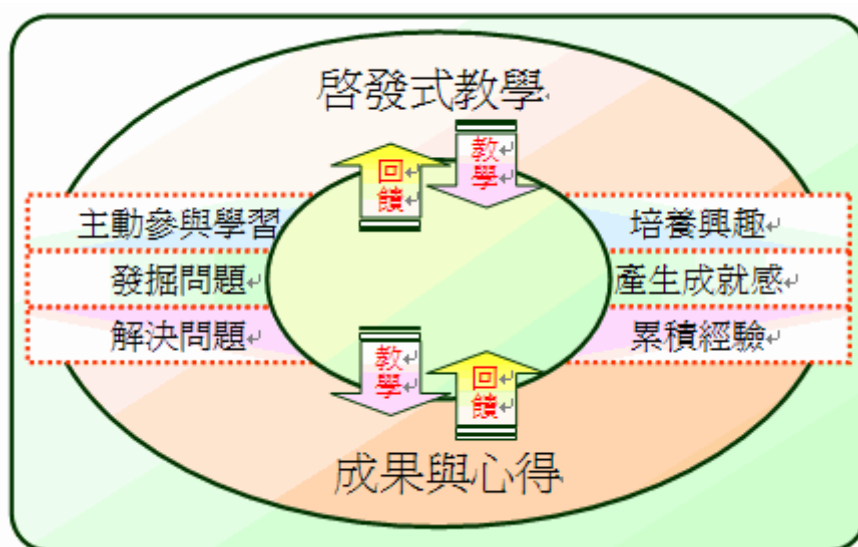 啓發式教學
回饋
教學
主動參與學習
培養興趣
發掘問題
產生成就感
解決問題
累積經驗
教學
回饋
成果與心得